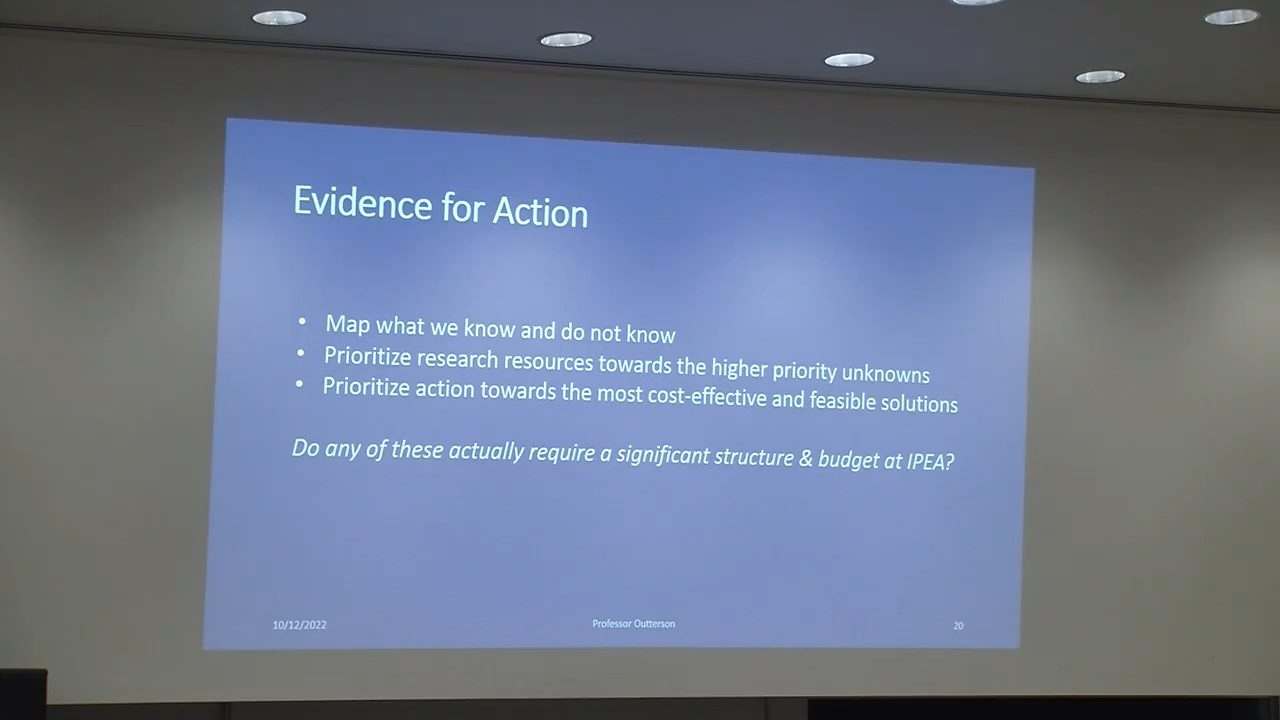 Evidence for Action
• Map what we know and do not know
• Prioritize research resources towards the higher priority unknowns
• Prioritize action towards the most cost-effective and feasible solutions
Do any of these actually require a significant structure & budget at IPEA?
10/12/2022 Professor Outterson 20